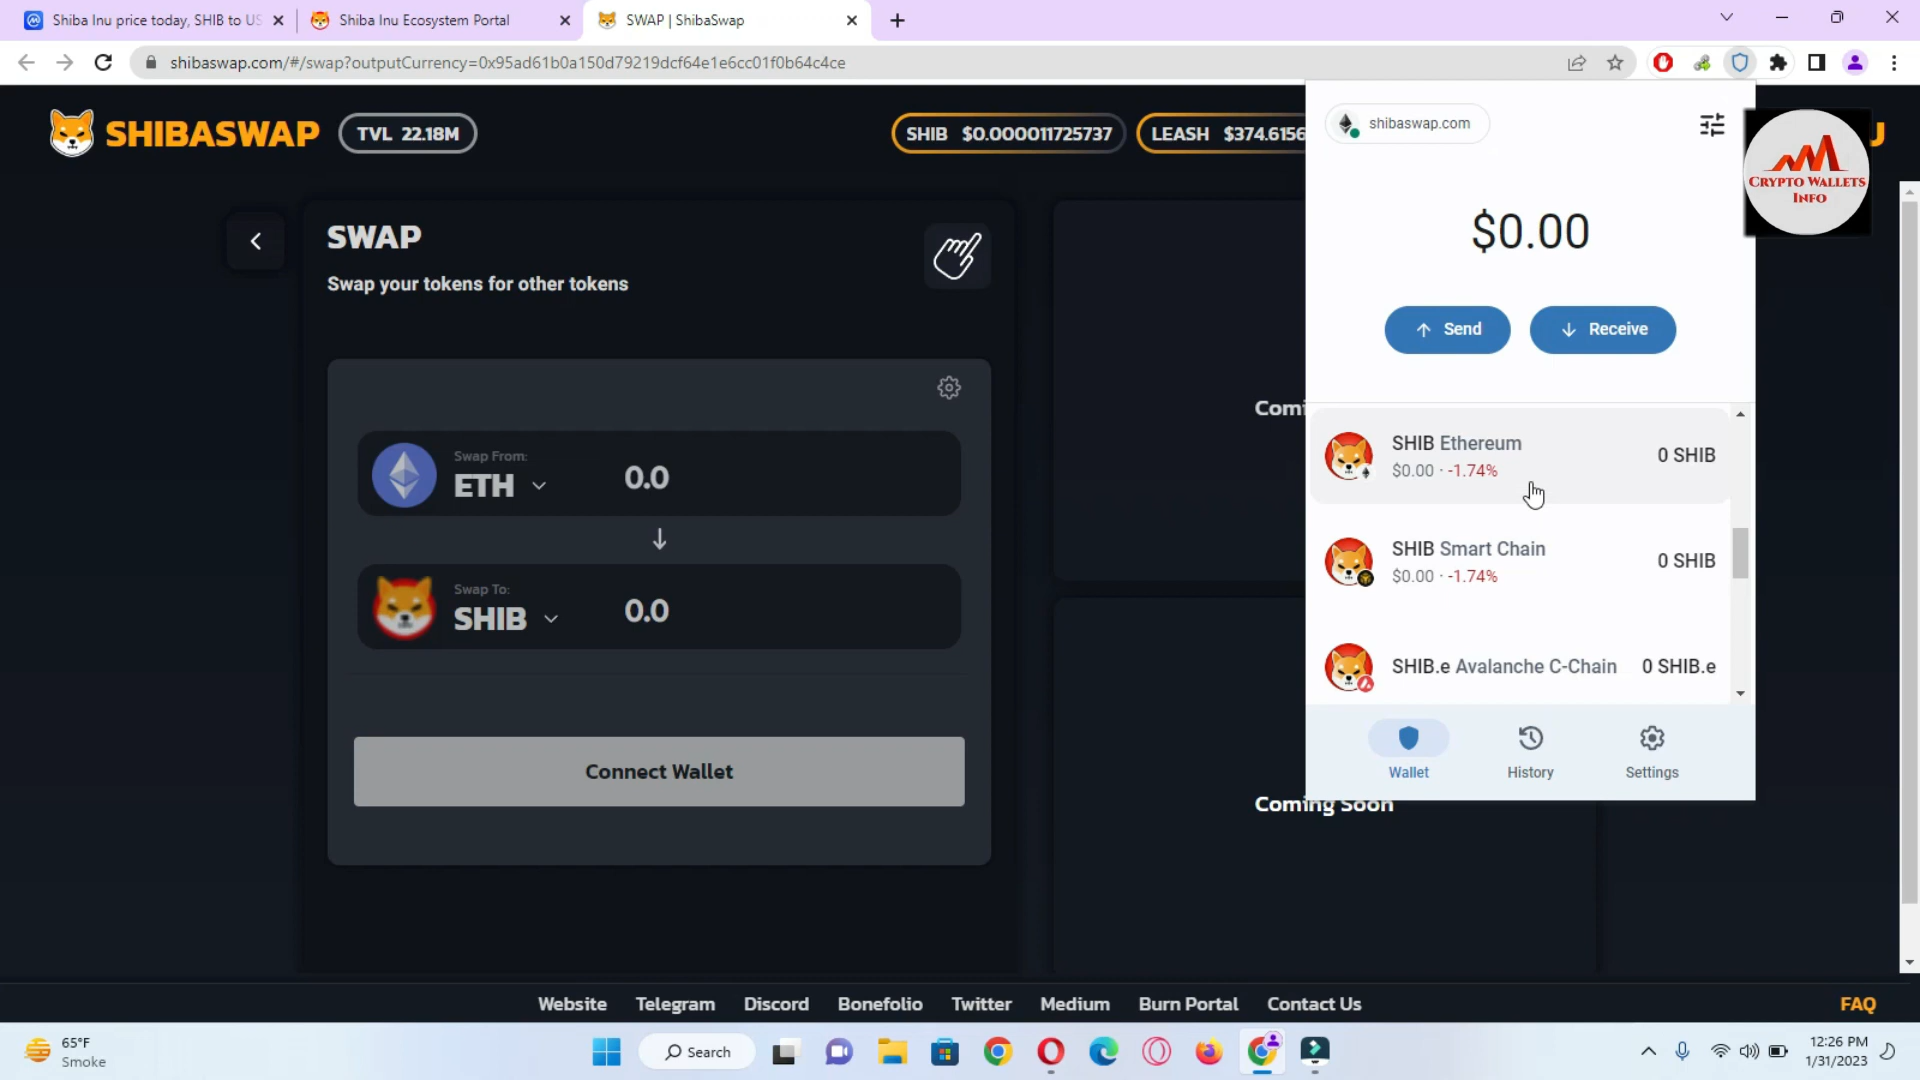 Shiba Inu price today, SHIB to US
Shiba Inu Ecosystem Portal
SWAP | ShibaSwap
shibaswap.com/#/swap?outputCurrency=0x95ad61b0a150d79219dcf64e1e6cc01f0b64c4ce
SHIBASWAP
TVL 22.18M
SHIB $0.000011725737
LEASH $374.6156
shibaswap.com
CRYPTO WALLETS
INFO
SWAP
Swap your tokens for other tokens
$0.00
Send
Receive
Swap From:
ETH
0.0
Swap To:
SHIB
0.0
Connect Wallet
SHIB Ethereum
$0.00 · -1.74%
0 SHIB
SHIB Smart Chain
$0.00 · -1.74%
0 SHIB
SHIB.e Avalanche C-Chain
0 SHIB.e
Wallet
History
Settings
Coming Soon
Website
Telegram
Discord
Bonefolio
Twitter
Medium
Burn Portal
Contact Us
FAQ
65°F
Smoke
Search
12:26 PM
1/31/2023